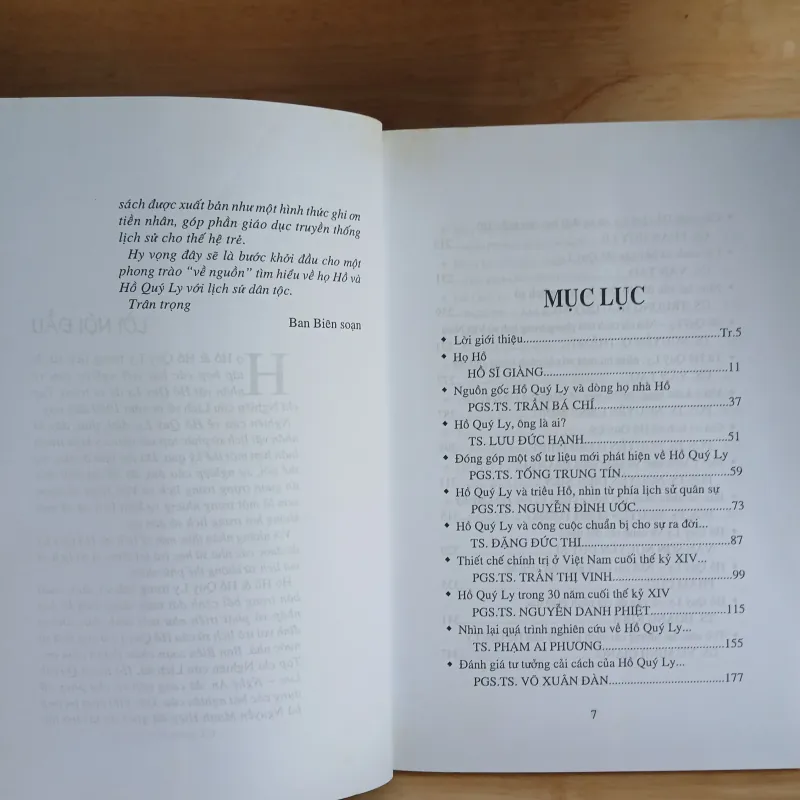 sách được xuất bản như một hình thức ghi ơn
tiền nhân, góp phần giáo dục truyền thống
lịch sử cho thế hệ trẻ.
Hy vọng đây sẽ là bước khởi đầu cho một
phong trào "về nguồn" tìm hiểu về họ Hồ và
Hồ Quý Ly với lịch sử dân tộc.
Trân trọng
Ban Biên soạn
MỤC LỤC
◆ Lời giới thiệu...Tr.5
◆ Họ Hồ
HỒ SĨ GIÀNG...11
◆ Nguồn gốc Hồ Quý Ly và dòng họ nhà Hồ
PGS.TS. TRẦN BÁ CHÍ...37
◆ Hồ Quý Ly, ông là ai?
TS. LƯU ĐỨC HẠNH...51
◆ Đóng góp một số tư liệu mới phát hiện về Hồ Quý Ly
PGS.TS. TỐNG TRUNG TÍN...59
◆ Hồ Quý Ly và triều Hồ, nhìn từ phía lịch sử quân sự
PGS.TS. NGUYỄN ĐÌNH ƯỚC...73
◆ Hồ Quý Ly và công cuộc chuẩn bị cho sự ra đời...
TS. ĐẶNG ĐỨC THI...87
◆ Thiết chế chính trị ở Việt Nam cuối thế kỷ XIV...
PGS.TS. TRẦN THỊ VINH...99
◆ Hồ Quý Ly trong 30 năm cuối thế kỷ XIV
PGS.TS. NGUYỄN DANH PHIỆT...115
◆ Nhìn lại quá trình nghiên cứu về Hồ Quý Ly...
TS. PHẠM AI PHƯƠNG...155
◆ Đánh giá tư tưởng cải cách của Hồ Quý Ly...
PGS.TS. VÕ XUÂN ĐÀN...177
7